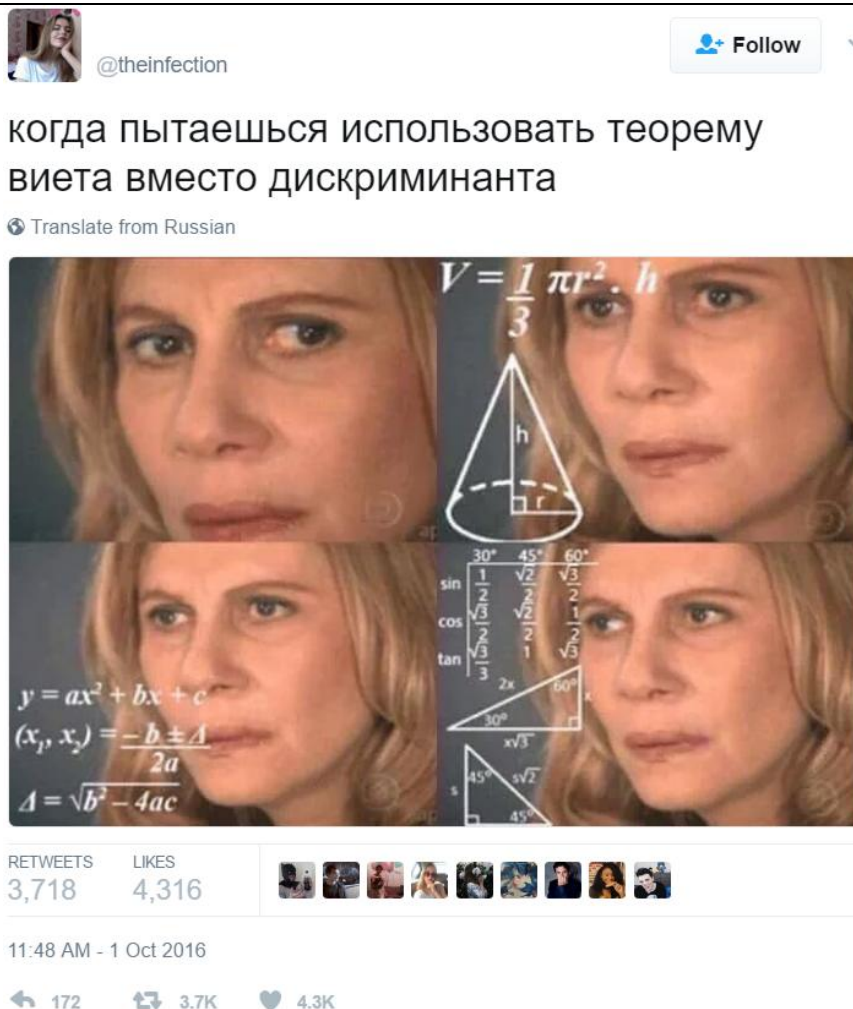 @theinfection
Follow
когда пытаешься использовать теорему
виета вместо дискриминанта
Translate from Russian
V = 1/3 πr². h
h
r
y = ax² + bx + c
(x₁, x₂) = -b ± Δ / 2a
Δ = √b² – 4ac
30° 45° 60°
sin 1/2 √2/2 √3/2
cos √3/2 √2/2 1/2
tan √3/3 1 √3
2x 60° x
30°
x√3
45° s√2
s
45°
RETWEETS LIKES
3,718 4,316
11:48 AM - 1 Oct 2016
172 3.7K 4.3K